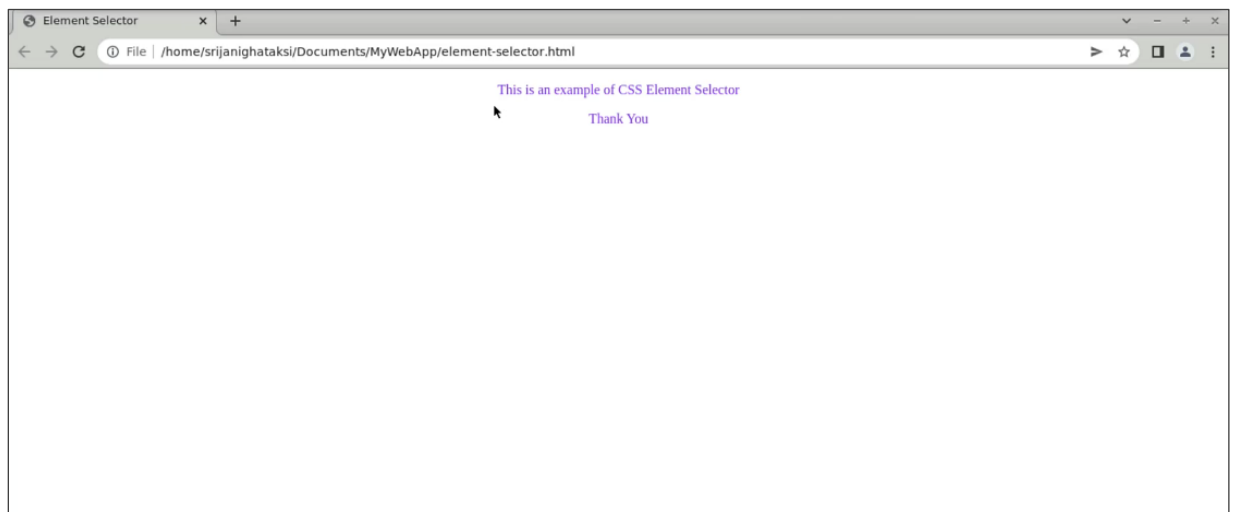 Element Selector
File /home/srijanighataksi/Documents/MyWebApp/element-selector.html
This is an example of CSS Element Selector
Thank You